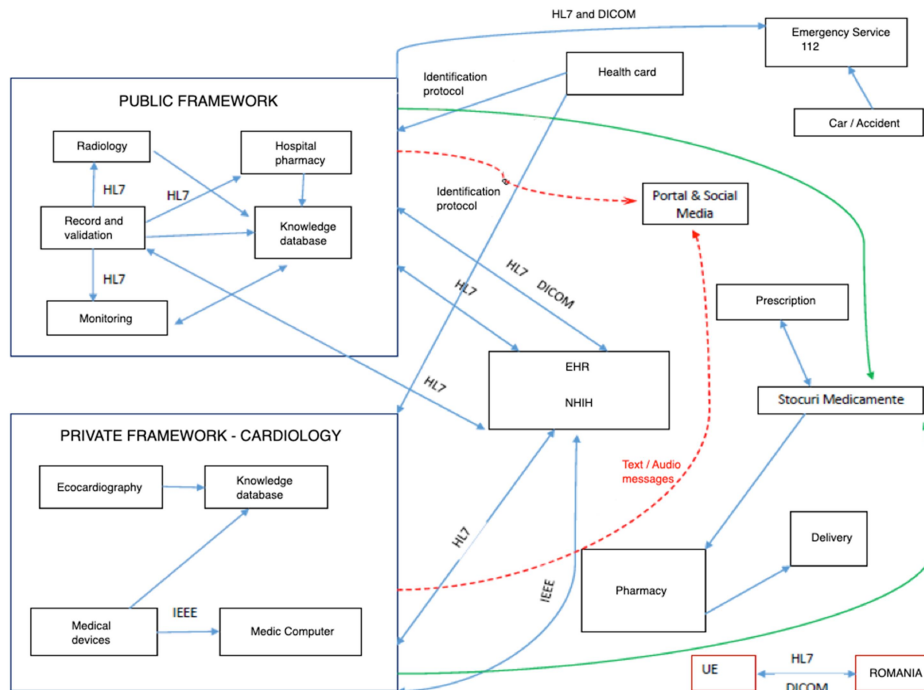 HL7 and DICOM
Emergency Service
112
Health card
Identification
protocol
PUBLIC FRAMEWORK
Car / Accident
Radiology
Hospital
pharmacy
HL7
HL7
Identification
protocol
Portal & Social
Media
Record and
validation
Knowledge
database
HL7
HL7
DICOM
HL7
Prescription
Monitoring
EHR
NHIH
HL7
Stocuri Medicamente
PRIVATE FRAMEWORK - CARDIOLOGY
Text / Audio
messages
Ecocardiography
Knowledge
database
HL7
Delivery
Pharmacy
IEEE
IEEE
Medical
devices
Medic Computer
UE
HL7
DICOM
ROMANIA